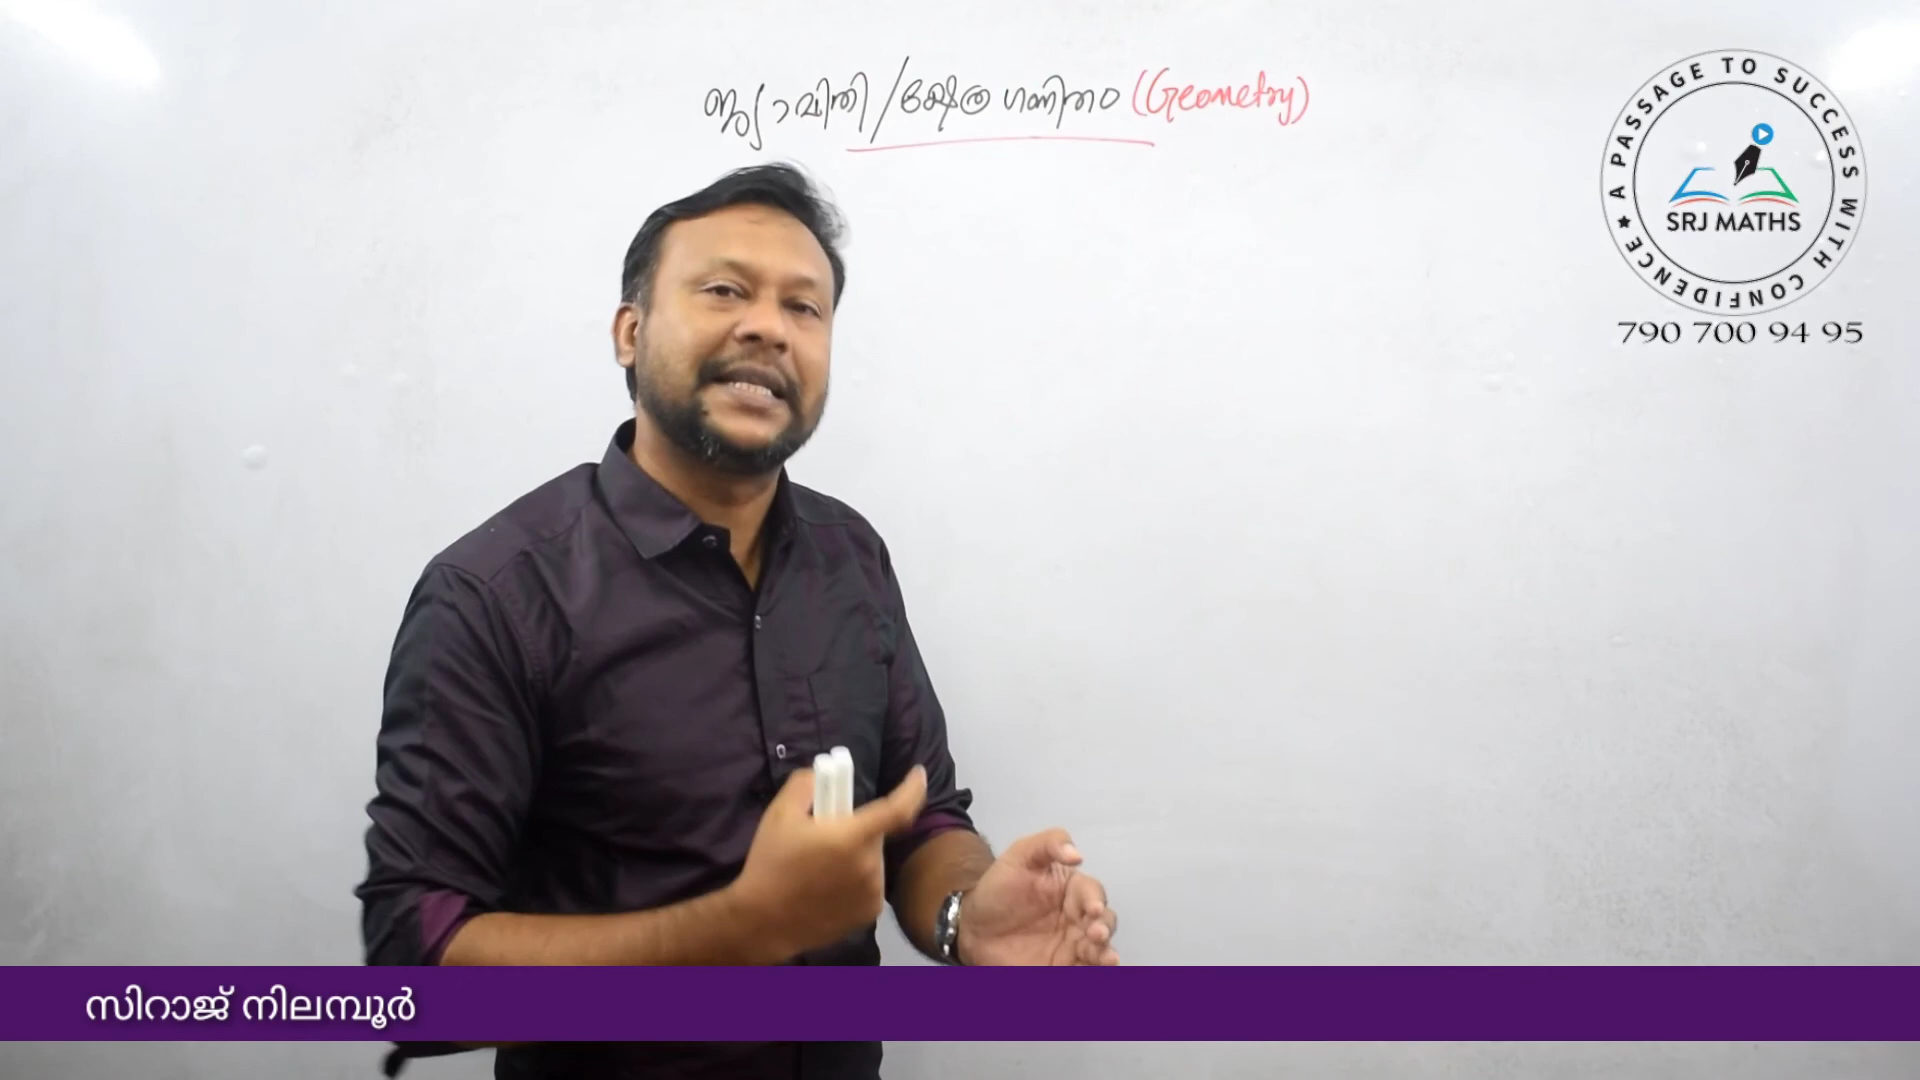 ജ്യാമിതി / ക്ഷേത്ര ഗണിതം (Geometry)
A PASSAGE TO SUCCESS WITH CONFIDENCE
SRJ MATHS
790 700 94 95
സിറാജ് നിലമ്പൂർ